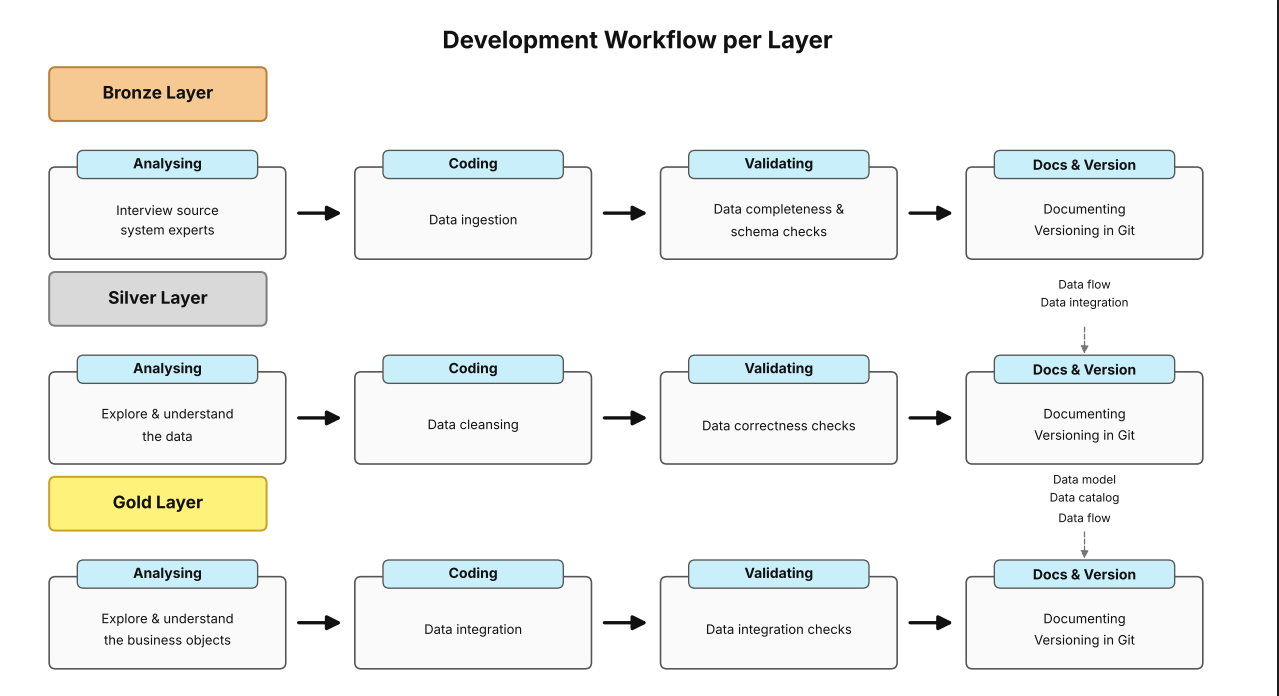 Development Workflow per Layer
Bronze Layer
Analysing
Interview source
system experts
Coding
Data ingestion
Validating
Data completeness &
schema checks
Docs & Version
Documenting
Versioning in Git
Silver Layer
Data flow
Data integration
Analysing
Explore & understand
the data
Coding
Data cleansing
Validating
Data correctness checks
Docs & Version
Documenting
Versioning in Git
Gold Layer
Data model
Data catalog
Data flow
Analysing
Explore & understand
the business objects
Coding
Data integration
Validating
Data integration checks
Docs & Version
Documenting
Versioning in Git